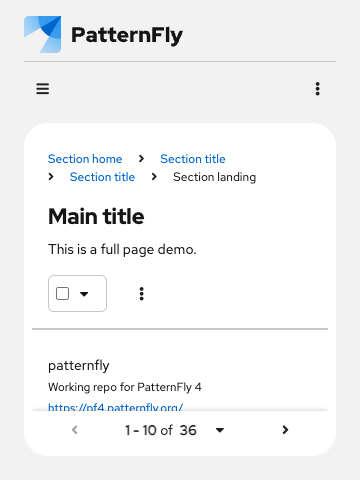 PatternFly
Section home > Section title
> Section title > Section landing
Main title
This is a full page demo.
patternfly
Working repo for PatternFly 4
https://pf4.patternfly.org/
1 - 10 of 36